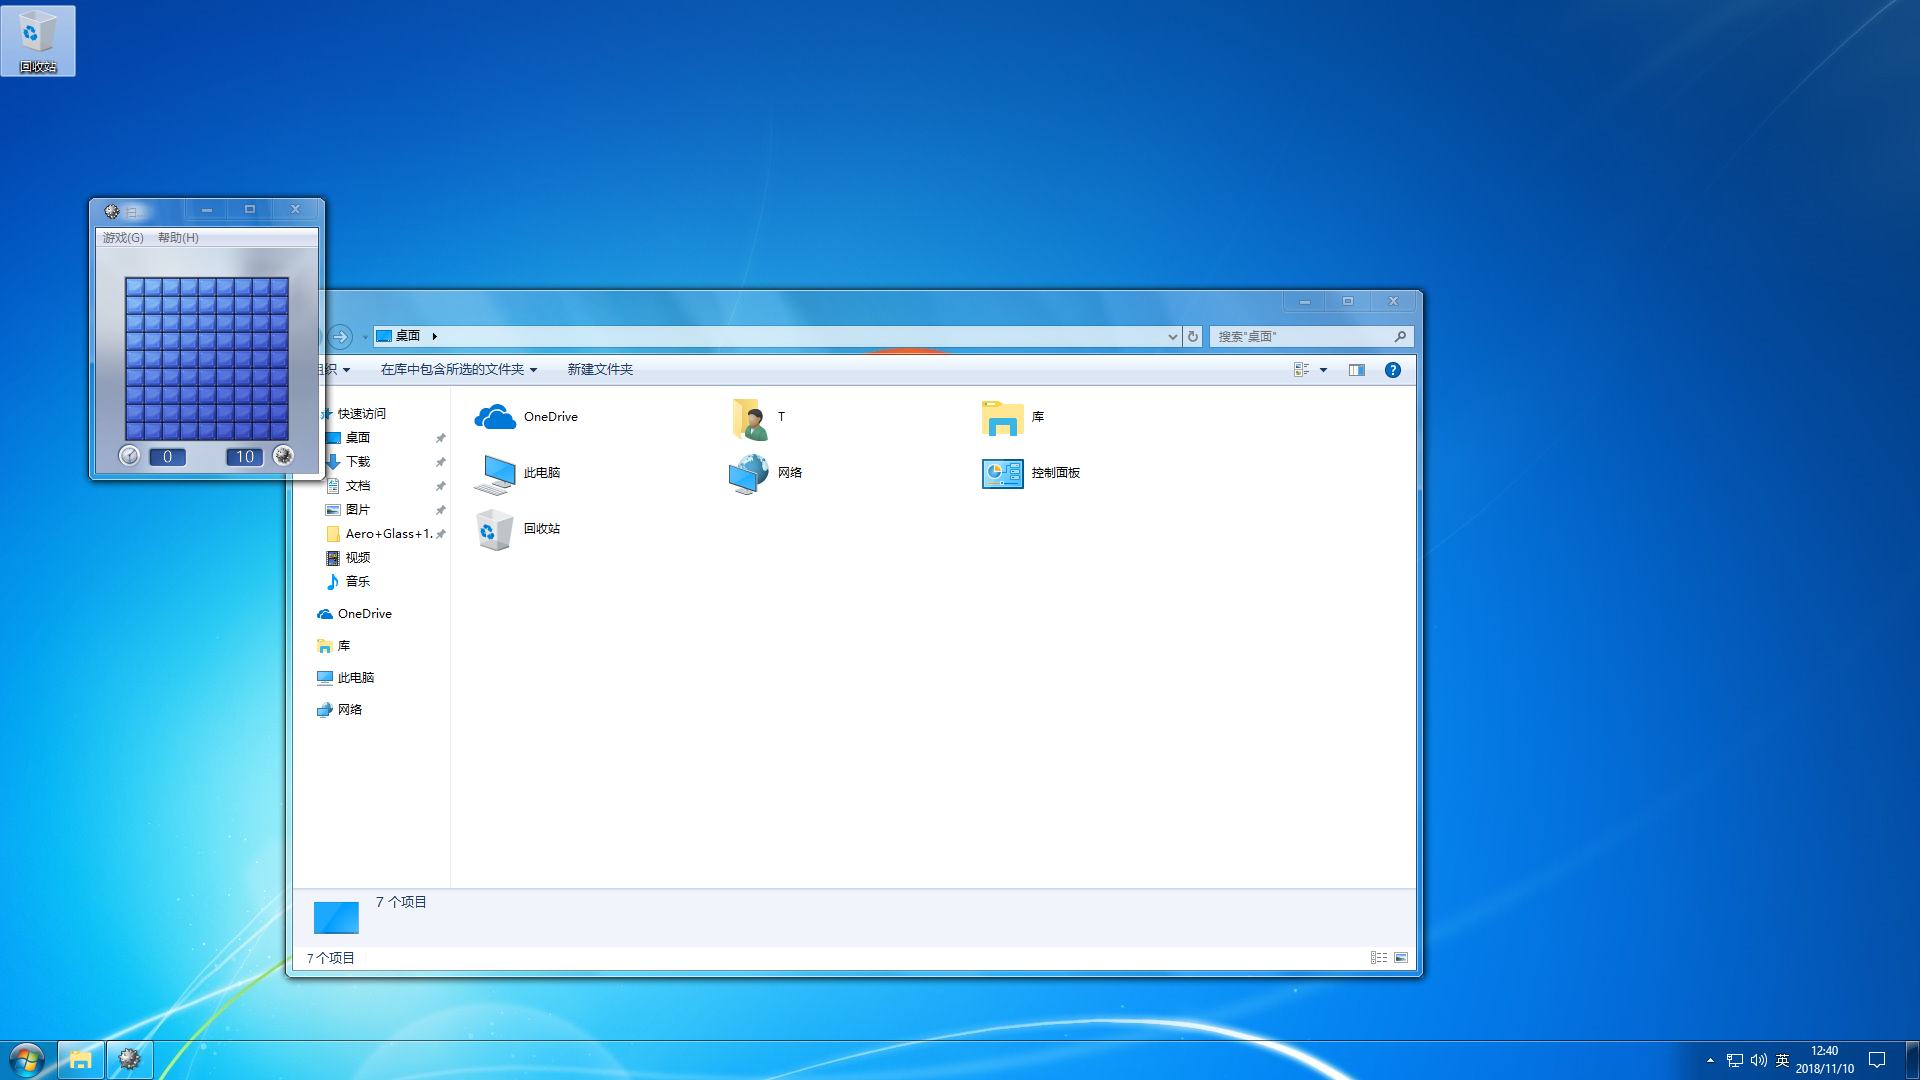 回收站
游戏(G) 帮助(H)
0 10
桌面
搜索"桌面"
在库中包含所选的文件夹 新建文件夹
快速访问
桌面
下载
文档
图片
Aero+Glass+1.
视频
音乐
OneDrive
库
此电脑
网络
OneDrive T 库
此电脑 网络 控制面板
回收站
7 个项目
7 个项目
英
12:40
2018/11/10